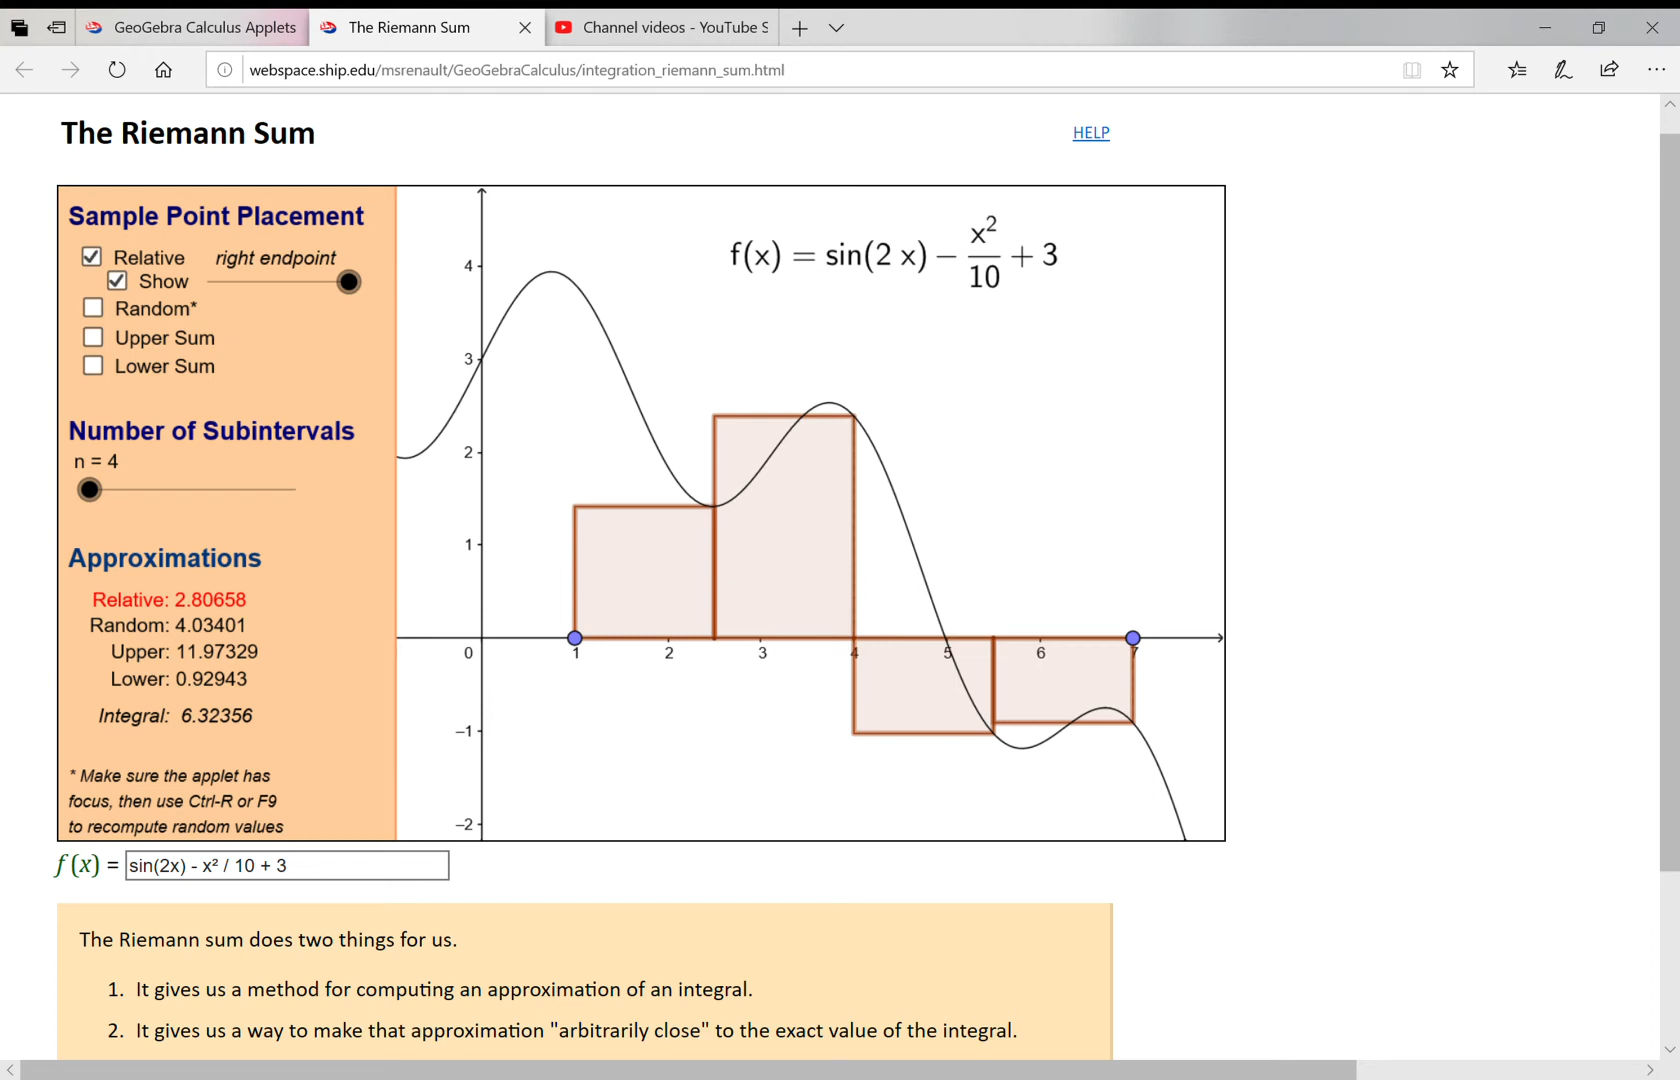 GeoGebra Calculus Applets
The Riemann Sum
Channel videos - YouTube S
webspace.ship.edu/msrenault/GeoGebraCalculus/integration_riemann_sum.html
The Riemann Sum
HELP
Sample Point Placement
Relative right endpoint
Show
Random*
Upper Sum
Lower Sum
Number of Subintervals
n = 4
Approximations
Relative: 2.80658
Random: 4.03401
Upper: 11.97329
Lower: 0.92943
Integral: 6.32356
* Make sure the applet has
focus, then use Ctrl-R or F9
to recompute random values
f(x) = sin(2 x) − x²/10 + 3
4
3
2
1
0 1 2 3 4 5 6 7
−1
−2
f(x) = sin(2x) - x² / 10 + 3
The Riemann sum does two things for us.
1. It gives us a method for computing an approximation of an integral.
2. It gives us a way to make that approximation "arbitrarily close" to the exact value of the integral.